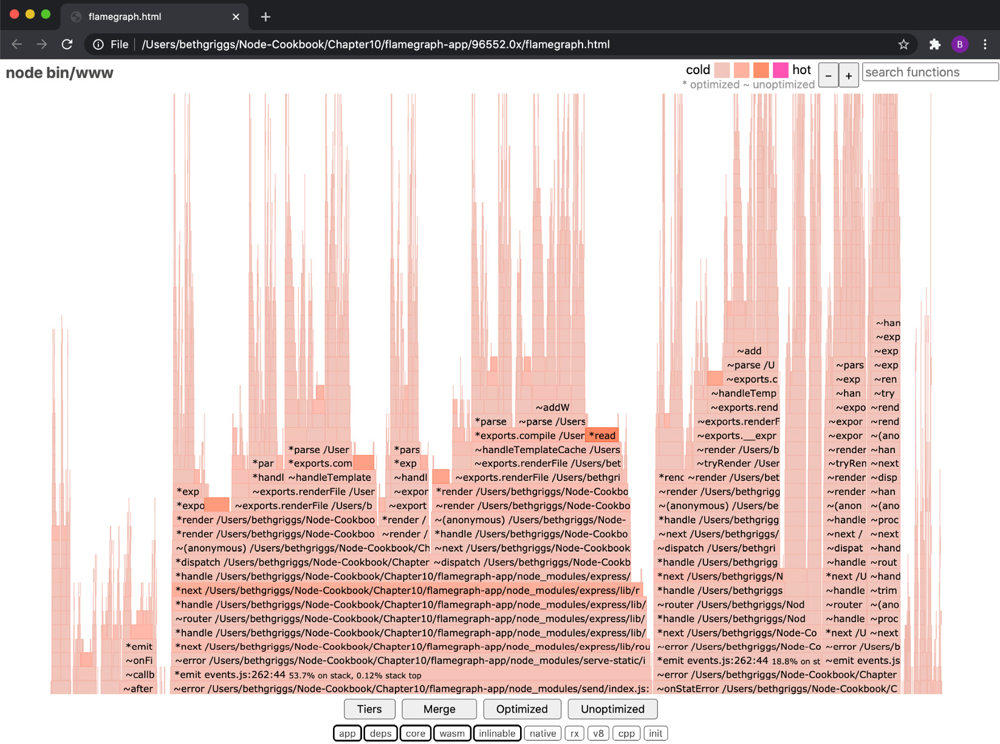 flamegraph.html
File /Users/bethgriggs/Node-Cookbook/Chapter10/flamegraph-app/96552.0x/flamegraph.html B
node bin/www cold hot - + search functions
* optimized ~ unoptimized
~han
~exp
~add ~exp
~parse /U ~pars ~exp
~exports.c ~exp ~ren
~handleTemp ~han ~try
~addW ~exports.rend ~expo ~rend
*parse ~parse /Users ~exports.renderF ~expor ~rend
*exports.compile /User *read ~exports.__expr ~expor ~(ano
*parse /User *pars ~handleTemplateCache /Users ~render /Users/b ~render ~han
*par *exports.com *exp ~exports.renderFile /Users/bet ~tryRender /User ~tryRen ~next
*handl ~handleTemplate ~handl ~exports.renderFile /Users/bethgri *renc ~render /Users/bet ~render ~disp
*exp ~exports.renderFile /User ~expor *render /Users/bethgriggs/Node-Cookbo ~render /Users/bethgrigg ~render ~han
*expo ~exports.renderFile /Users/b ~export ~render /Users/bethgriggs/Node-Cookbo ~(anonymous) /Users/be ~(anon ~(ano
*render /Users/bethgriggs/Node-Cookboo *render / ~(anonymous) /Users/bethgriggs/Node- *handle /Users/bethgrigg ~handle ~proc
*render /Users/bethgriggs/Node-Cookboo ~render / *handle /Users/bethgriggs/Node-Cookbo ~next /Users/bethgriggs/ ~next / ~next
~(anonymous) /Users/bethgriggs/Node-Cookbook/Ch ~next /Users/bethgriggs/Node-Cookbook ~dispatch /Users/bethgri ~dispat ~hand
*dispatch /Users/bethgriggs/Node-Cookbook/Chapter ~dispatch /Users/bethgriggs/Node-Cookb *handle /Users/bethgrigg ~handle ~rout
*handle /Users/bethgriggs/Node-Cookbook/Chapter10/flamegraph-app/node_modules/express/ *next /Users/bethgriggs/N *next /U ~hand
*next /Users/bethgriggs/Node-Cookbook/Chapter10/flamegraph-app/node_modules/express/lib/r *handle /Users/bethgriggs ~handle ~trim
*handle /Users/bethgriggs/Node-Cookbook/Chapter10/flamegraph-app/node_modules/express/lib/ ~router /Users/bethgriggs/Nod ~router ~(ano
~router /Users/bethgriggs/Node-Cookbook/Chapter10/flamegraph-app/node_modules/express/lib/ *handle /Users/bethgriggs/Nod ~handle ~proc
*handle /Users/bethgriggs/Node-Cookbook/Chapter10/flamegraph-app/node_modules/express/lib/ *next /Users/bethgriggs/Node-Co *next /U ~next
*emit *next /Users/bethgriggs/Node-Cookbook/Chapter10/flamegraph-app/node_modules/express/lib/rou ~error /Users/bethgriggs/Node-Co ~error /Users/b
~onFi ~error /Users/bethgriggs/Node-Cookbook/Chapter10/flamegraph-app/node_modules/serve-static/i *emit events.js:262:44 18.8% on st ~emit events.js
~callb *emit events.js:262:44 53.7% on stack, 0.12% stack top ~error /Users/bethgriggs/Node-Cookbook/Chapter
~after ~error /Users/bethgriggs/Node-Cookbook/Chapter10/flamegraph-app/node_modules/send/index.js: ~onStatError /Users/bethgriggs/Node-Cookbook/C
Tiers Merge Optimized Unoptimized
app deps core wasm inlinable native rx v8 cpp init